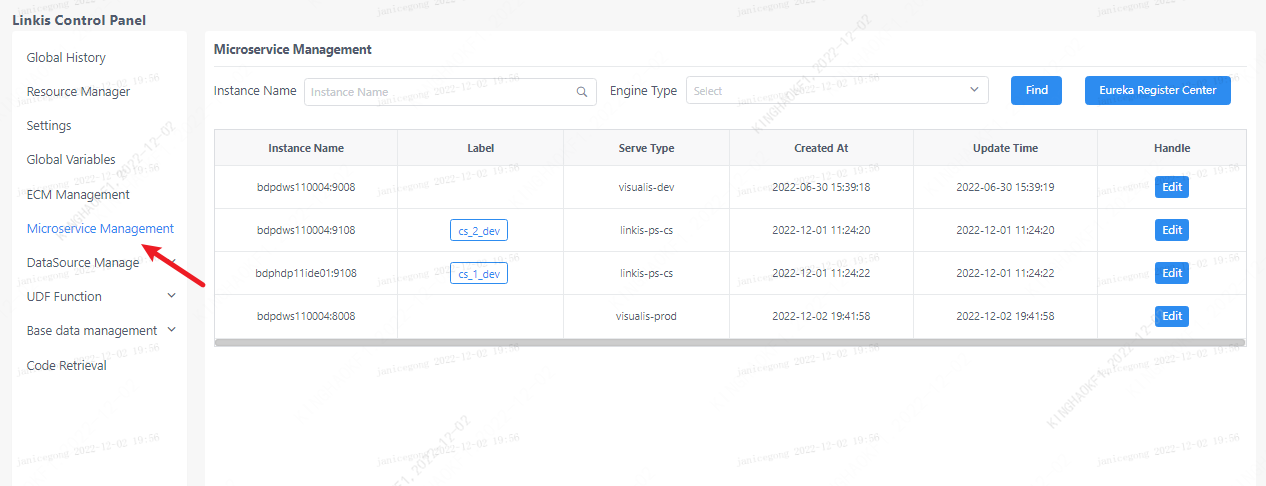 Linkis Control Panel
Global History
Resource Manager
Settings
Global Variables
ECM Management
Microservice Management
DataSource Manage
UDF Function
Base data management
Code Retrieval
Microservice Management
Instance Name Instance Name Engine Type Select Find Eureka Register Center
Instance Name Label Serve Type Created At Update Time Handle
bdpdws110004:9008 visualis-dev 2022-06-30 15:39:18 2022-06-30 15:39:19 Edit
bdpdws110004:9108 cs_2_dev linkis-ps-cs 2022-12-01 11:24:20 2022-12-01 11:24:20 Edit
bdphdp11ide01:9108 cs_1_dev linkis-ps-cs 2022-12-01 11:24:22 2022-12-01 11:24:22 Edit
bdpdws110004:8008 visualis-prod 2022-12-02 19:41:58 2022-12-02 19:41:58 Edit